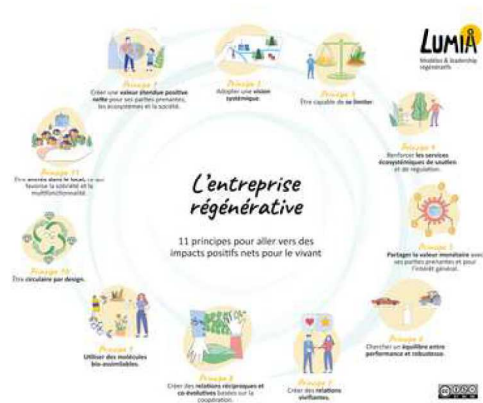 LUMIÅ
Modèles & leadership
régénératifs
L'entreprise
régénérative
11 principes pour aller vers des
impacts positifs nets pour le vivant
Principe 1
Créer une valeur étendue positive
nette pour ses parties prenantes,
les écosystèmes et la société.
Principe 2
Adopter une vision
systémique.
Principe 3
Être capable de se limiter.
Principe 4
Renforcer les services
écosystémiques de soutien
et de régulation.
Principe 5
Partager la valeur monétaire avec
ses parties prenantes et pour
l'intérêt général.
Principe 6
Chercher un équilibre entre
performance et robustesse.
Principe 7
Créer des relations
vivifiantes.
Principe 8
Créer des relations réciproques et
co-évolutives basées sur la
coopération.
Principe 9
Utiliser des molécules
bio-assimilables.
Principe 10
Être circulaire par design.
Principe 11
Être ancrée dans le local, ce qui
favorise la sobriété et la
multifonctionnalité.